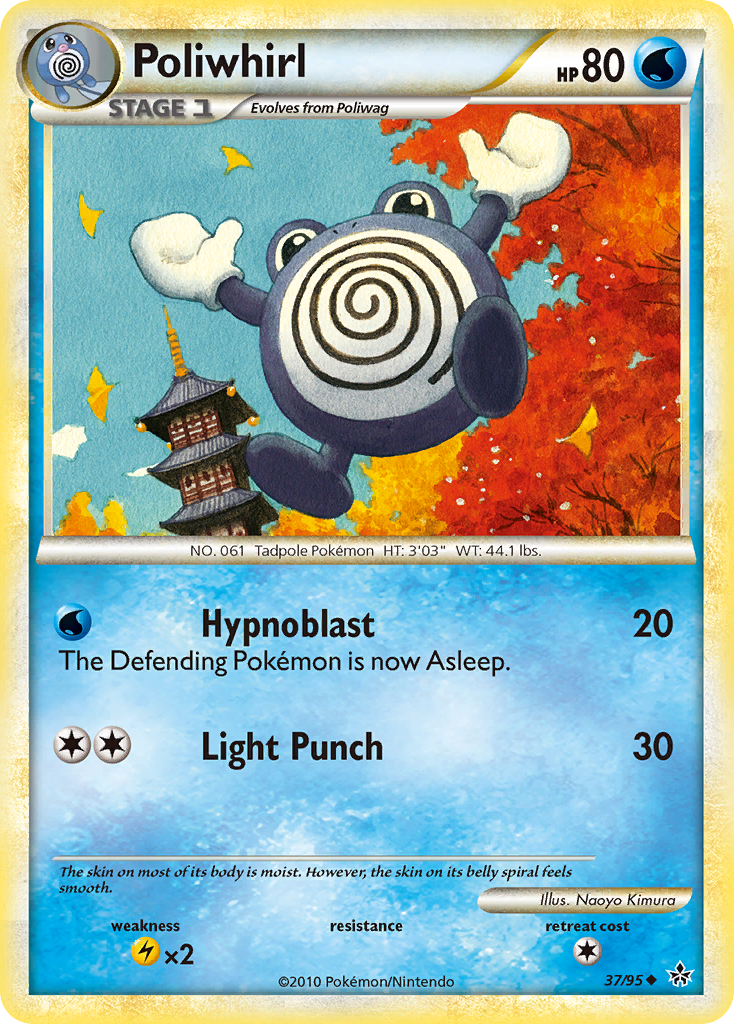 Poliwhirl
HP 80
STAGE 1
Evolves from Poliwag
NO. 061 Tadpole Pokémon HT: 3'03" WT: 44.1 lbs.
Hypnoblast 20
The Defending Pokémon is now Asleep.
Light Punch 30
The skin on most of its body is moist. However, the skin on its belly spiral feels
smooth.
Illus. Naoyo Kimura
weakness resistance retreat cost
×2
©2010 Pokémon/Nintendo
37/95